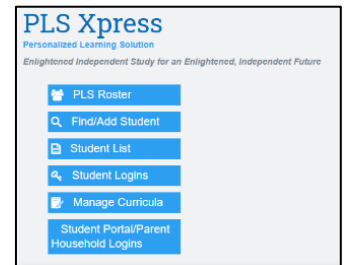 PLS Xpress
Personalized Learning Solution
Enlightened Independent Study for an Enlightened, Independent Future
PLS Roster
Find/Add Student
Student List
Student Logins
Manage Curricula
Student Portal/Parent
Household Logins